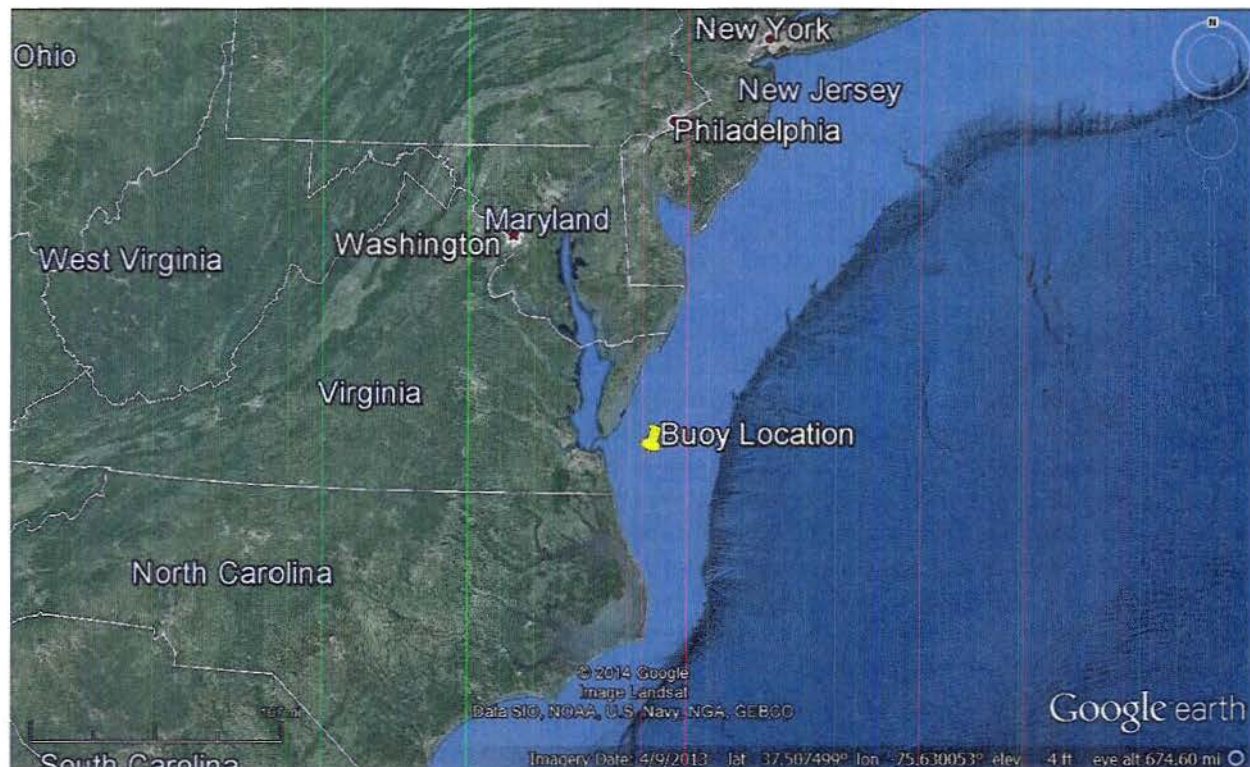 New York
Ohio
New Jersey
Philadelphia
Maryland
Washington
West Virginia
Virginia
Buoy Location
North Carolina
© 2014 Google
Image Landsat
Data SIO, NOAA, U.S. Navy, NGA, GEBCO
Google earth
South Carolina
Imagery Date: 4/9/2013 lat 37.507499° lon -75.630053° elev -4 ft eye alt 674.60 mi
N